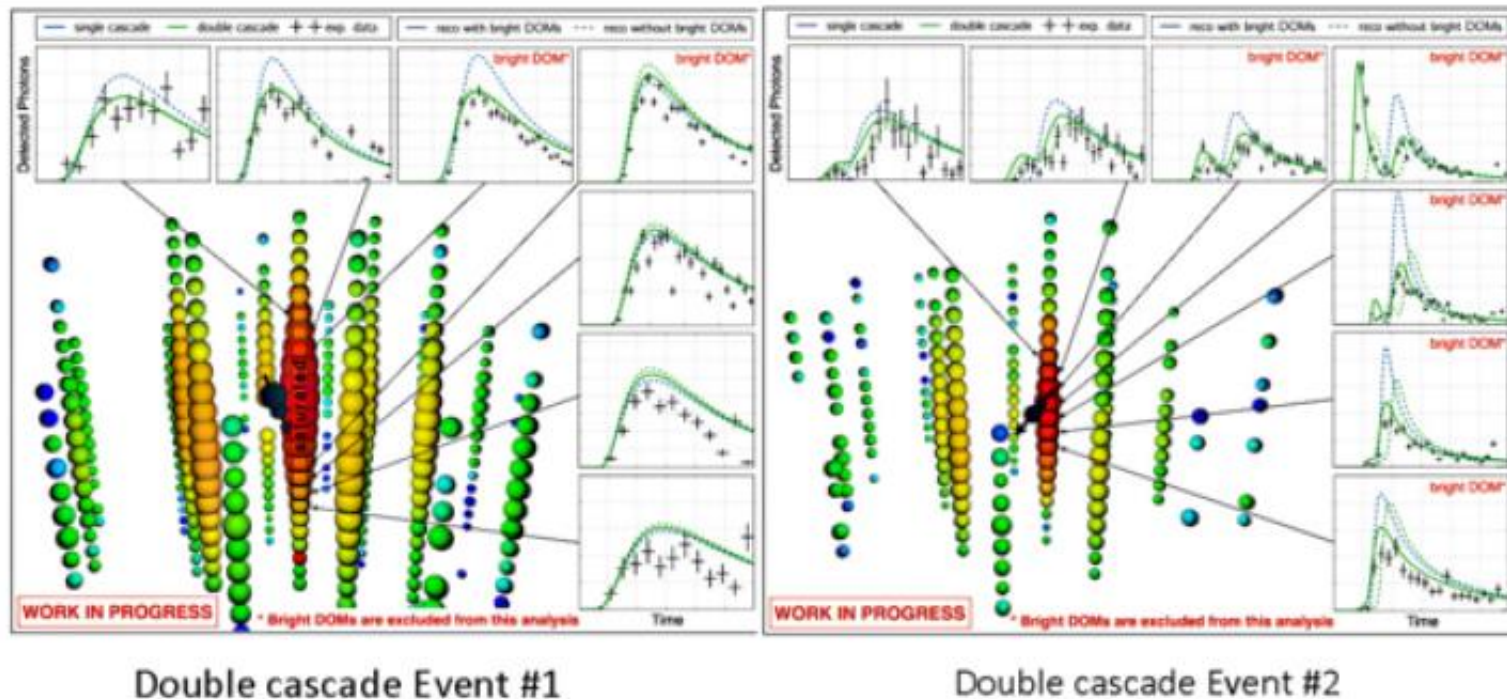 single cascade double cascade exp. data reco with bright DOMs reco without bright DOMs
Detected Photons
bright DOM*
bright DOM*
saturated
WORK IN PROGRESS
* Bright DOMs are excluded from this analysis
Time
Double cascade Event #1
single cascade double cascade exp. data reco with bright DOMs reco without bright DOMs
Detected Photons
bright DOM*
bright DOM*
bright DOM*
bright DOM*
bright DOM*
WORK IN PROGRESS
* Bright DOMs are excluded from this analysis
Time
Double cascade Event #2